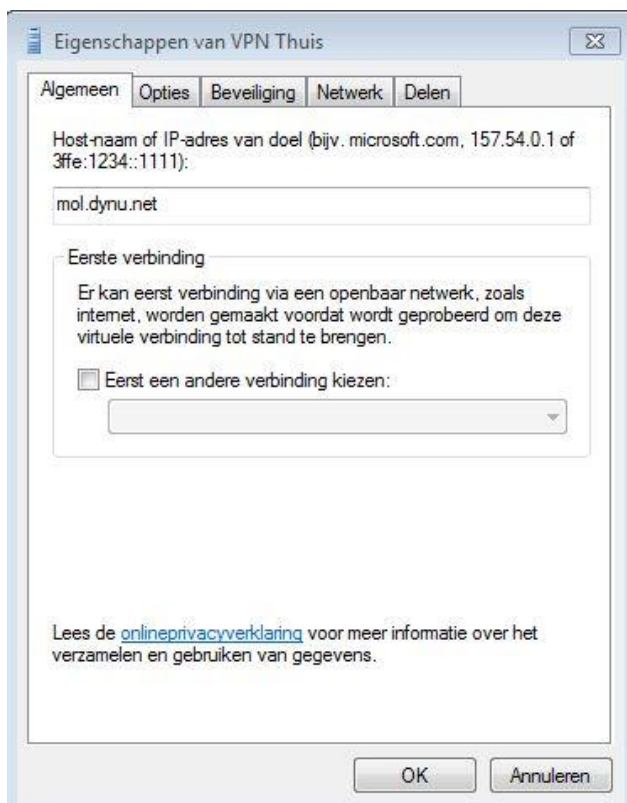 Eigenschappen van VPN Thuis
Algemeen Opties Beveiliging Netwerk Delen
Host-naam of IP-adres van doel (bijv. microsoft.com, 157.54.0.1 of
3ffe:1234::1111):
mol.dynu.net
Eerste verbinding
Er kan eerst verbinding via een openbaar netwerk, zoals
internet, worden gemaakt voordat wordt geprobeerd om deze
virtuele verbinding tot stand te brengen.
Eerst een andere verbinding kiezen:
Lees de onlineprivacyverklaring voor meer informatie over het
verzamelen en gebruiken van gegevens.
OK Annuleren